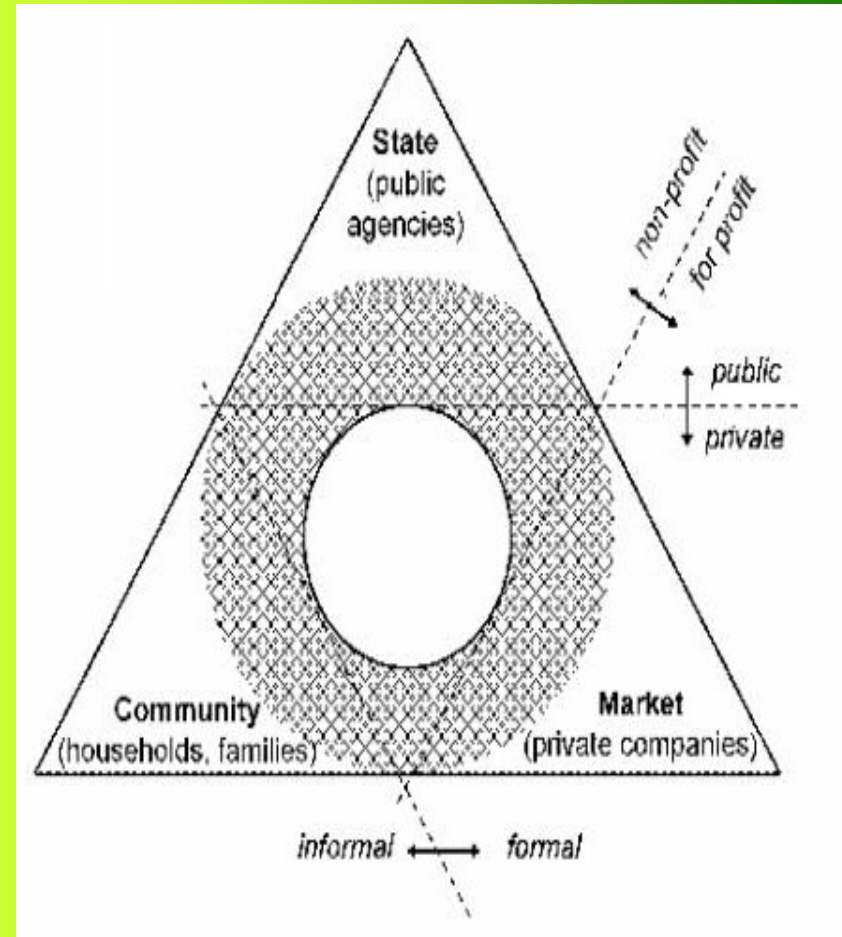 State
(public
agencies)
non-profit
for profit
public
private
Community
(households, families)
Market
(private companies)
informal
formal